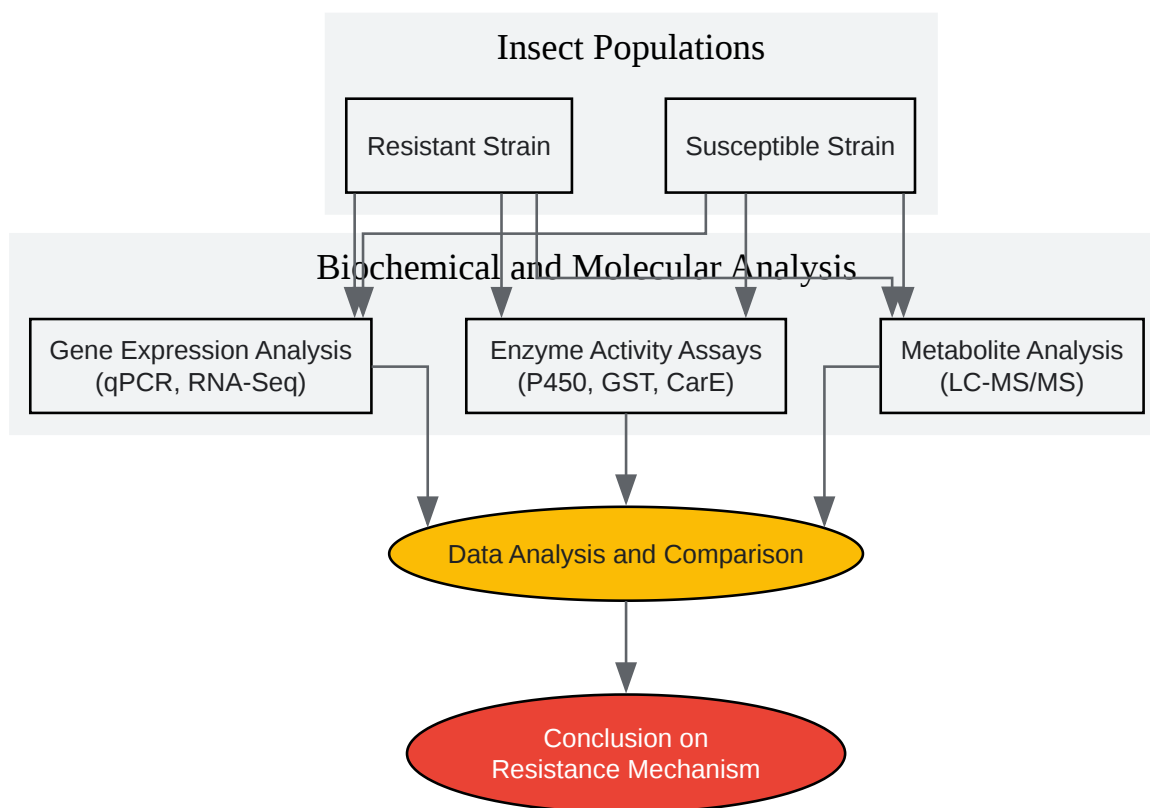 Insect Populations
Resistant Strain
Susceptible Strain
Biochemical and Molecular Analysis
Gene Expression Analysis
(qPCR, RNA-Seq)
Enzyme Activity Assays
(P450, GST, CarE)
Metabolite Analysis
(LC-MS/MS)
Data Analysis and Comparison
Conclusion on
Resistance Mechanism